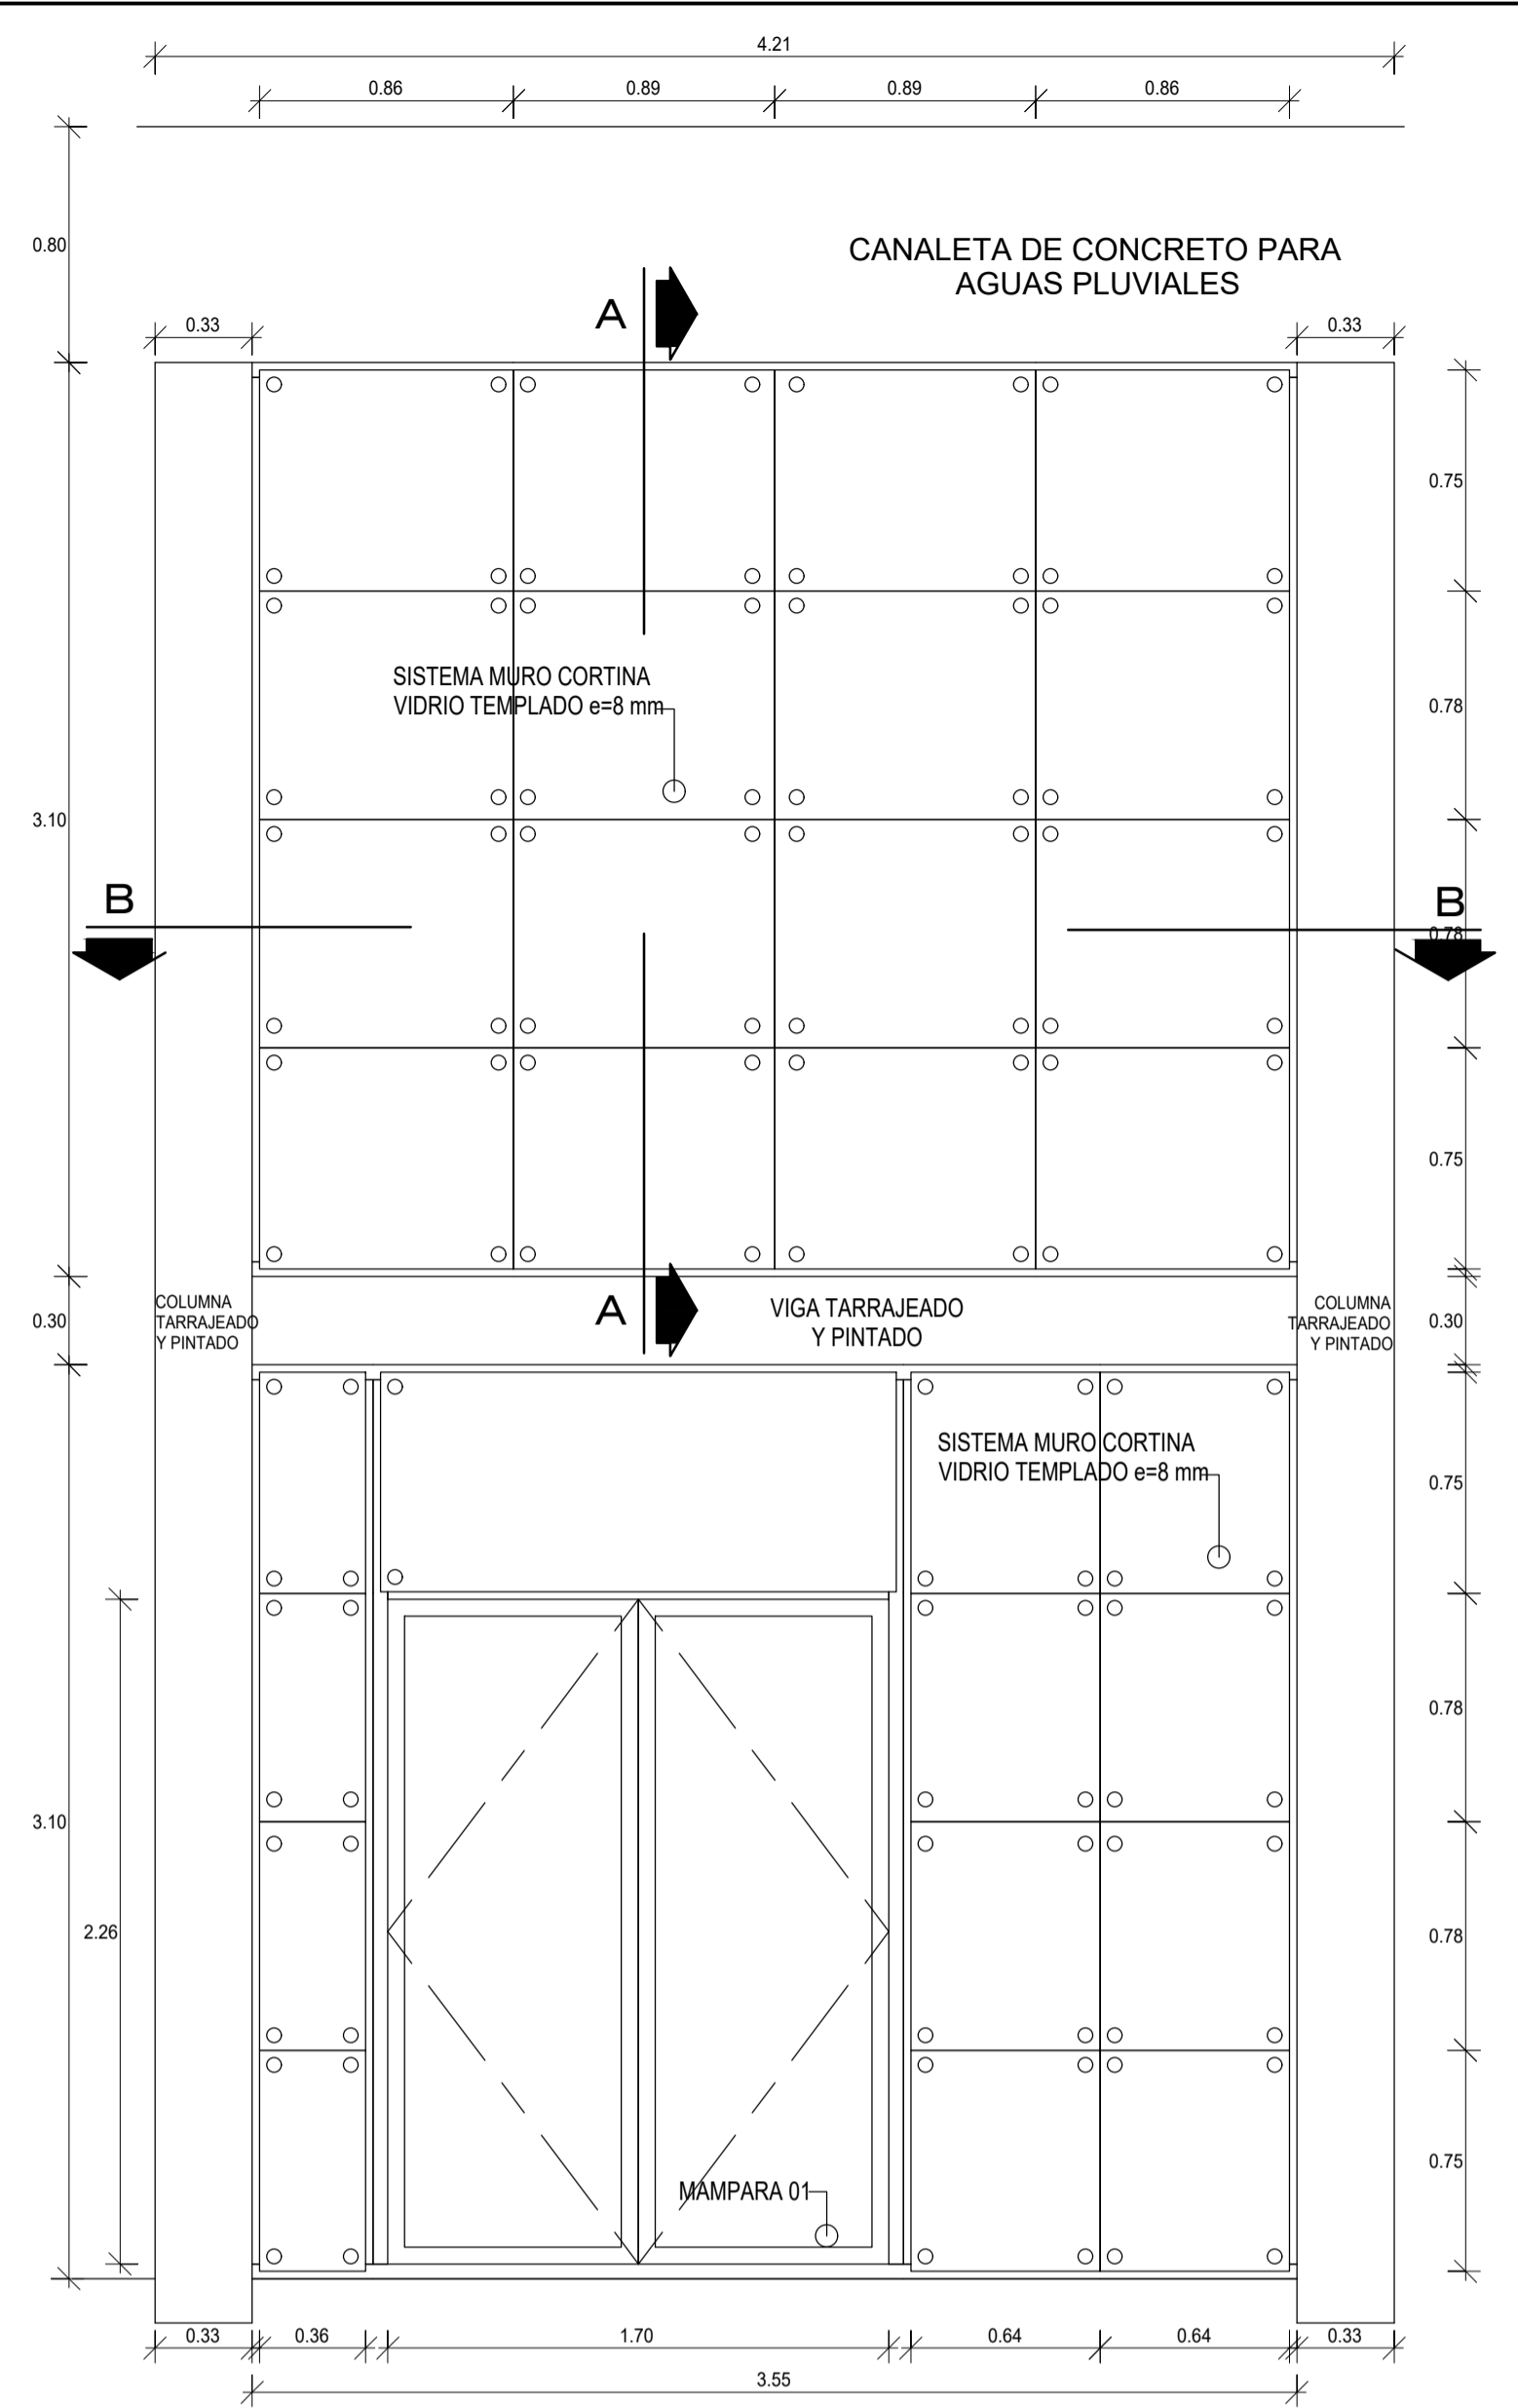 4.21
0.86
0.89
0.89
0.86
0.80
CANALETA DE CONCRETO PARA
AGUAS PLUVIALES
A
0.33
0.33
0.75
SISTEMA MURO CORTINA
VIDRIO TEMPLADO e=8 mm
0.78
3.10
B
B
0.78
0.75
COLUMNA
TARRAJEADO
Y PINTADO
0.30
A
VIGA TARRAJEADO
Y PINTADO
COLUMNA
TARRAJEADO
Y PINTADO
0.30
SISTEMA MURO CORTINA
VIDRIO TEMPLADO e=8 mm
0.75
0.78
3.10
2.26
0.78
0.75
MAMPARA 01
0.33
0.36
1.70
0.64
0.64
0.33
3.55